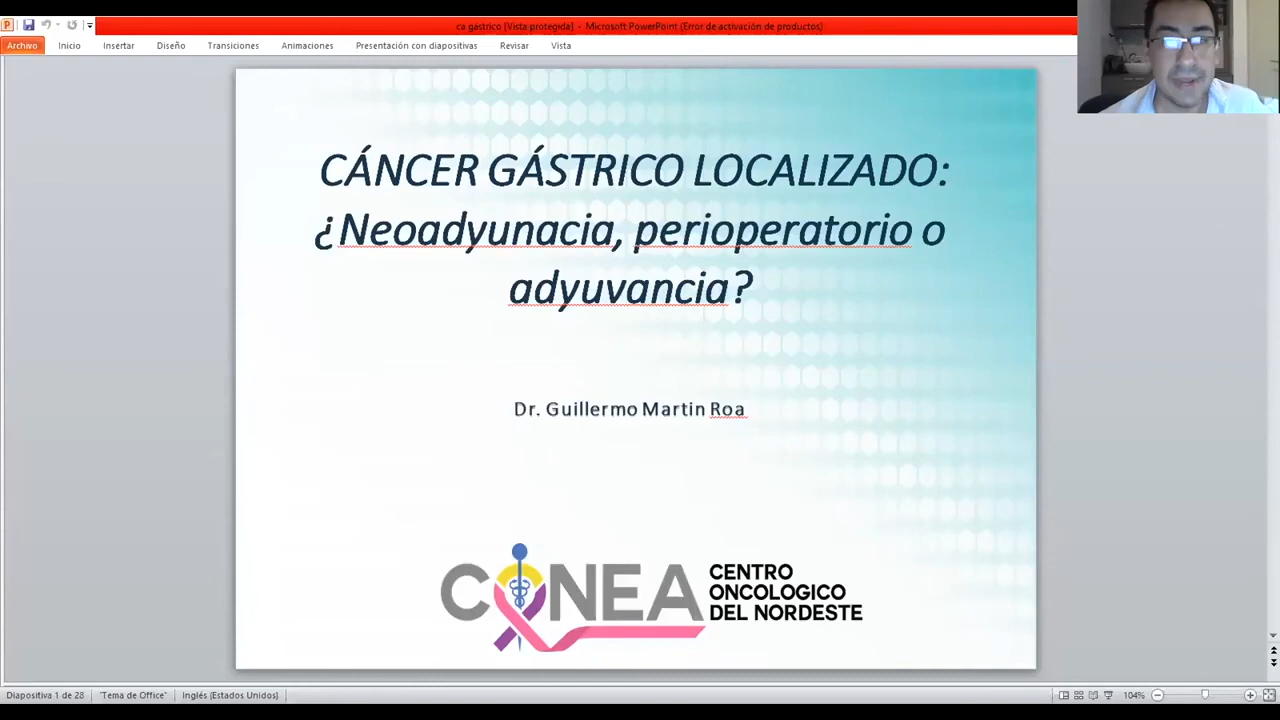 ca gástrico [Vista protegida] - Microsoft PowerPoint (Error de activación de productos)
Archivo Inicio Insertar Diseño Transiciones Animaciones Presentación con diapositivas Revisar Vista
CÁNCER GÁSTRICO LOCALIZADO:
¿Neoadyunacia, perioperatorio o
adyuvancia?
Dr. Guillermo Martin Roa
CONEA
CENTRO
ONCOLOGICO
DEL NORDESTE
Diapositiva 1 de 28 "Tema de Office" Inglés (Estados Unidos) 104%